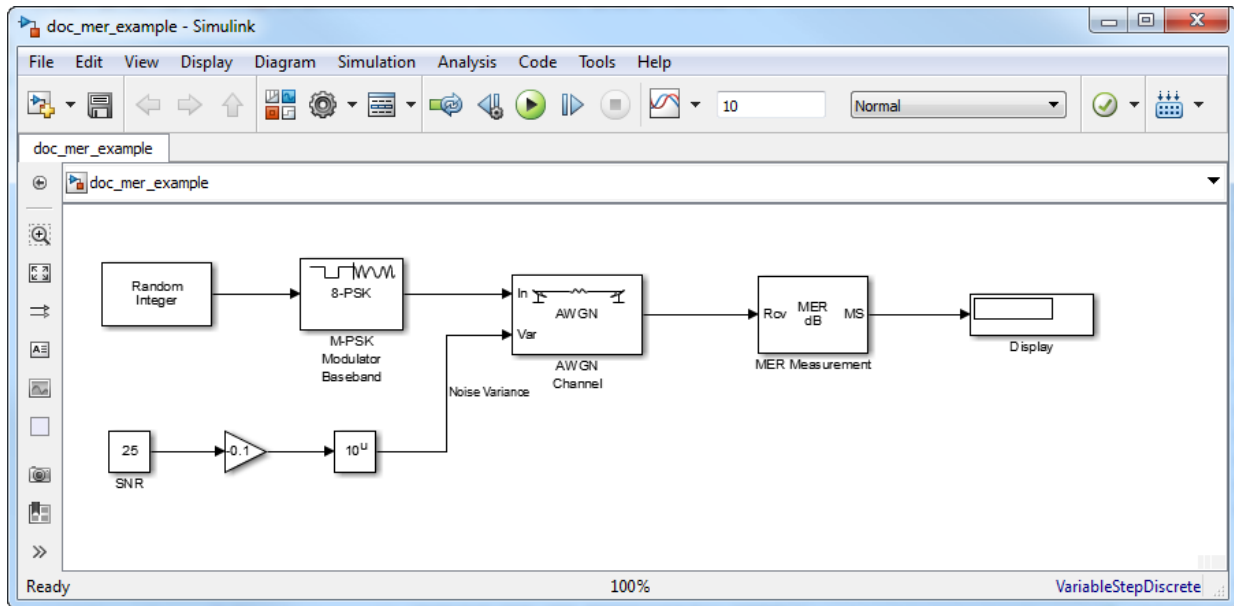 doc_mer_example - Simulink
File Edit View Display Diagram Simulation Analysis Code Tools Help
10 Normal
doc_mer_example
doc_mer_example
Random
Integer
8-PSK
M-PSK
Modulator
Baseband
In
AWGN
Var
AWGN
Channel
Rcv MER MS
dB
MER Measurement
Display
Noise Variance
25
SNR
-0.1
10ᵘ
Ready 100% VariableStepDiscrete